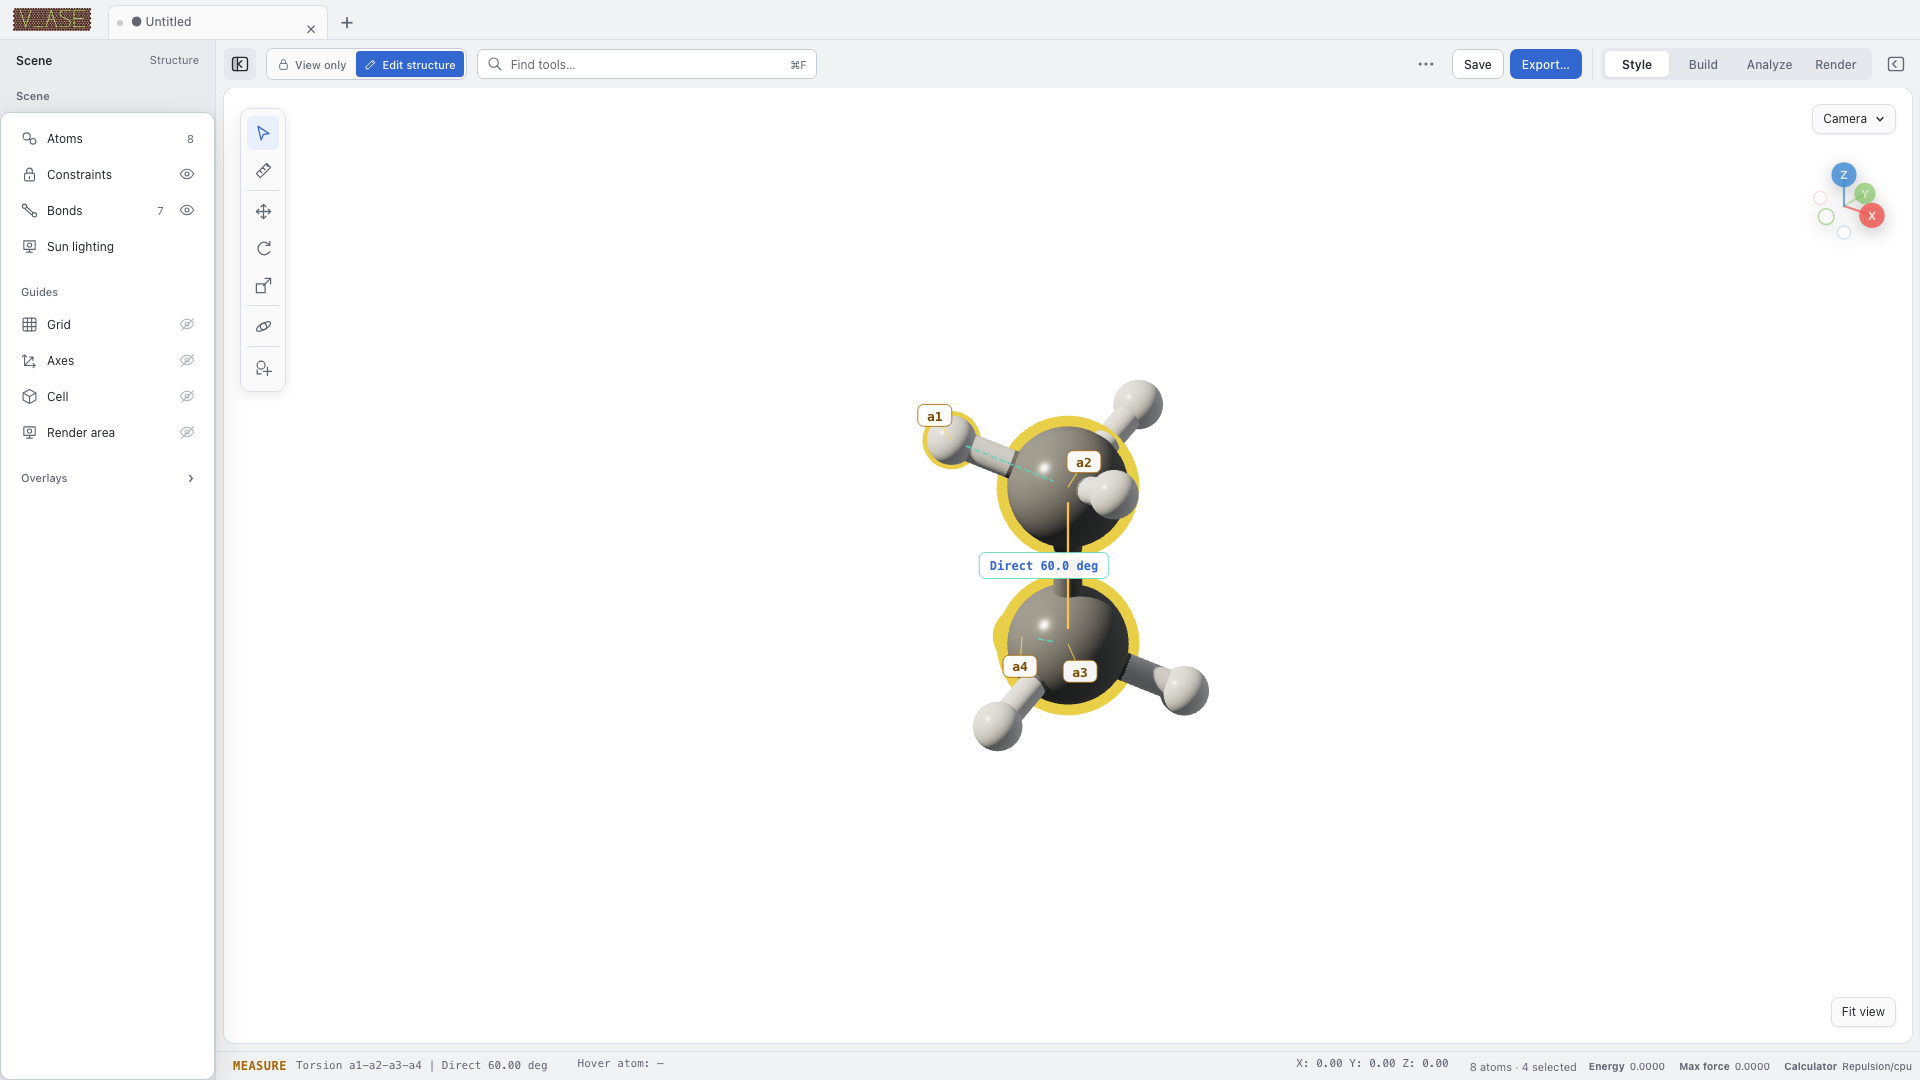 V_ASE
Untitled
Scene
Structure
View only
Edit structure
Find tools...
⌘F
Save
Export...
Style
Build
Analyze
Render
Scene
Atoms 8
Constraints
Bonds 7
Sun lighting
Guides
Grid
Axes
Cell
Render area
Overlays
Camera
Z
Y
X
a1
a2
Direct 60.0 deg
a4
a3
Fit view
MEASURE Torsion a1–a2–a3–a4 | Direct 60.00 deg Hover atom: —
X: 0.00 Y: 0.00 Z: 0.00
8 atoms · 4 selected
Energy 0.0000
Max force 0.0000
Calculator Repulsion/cpu